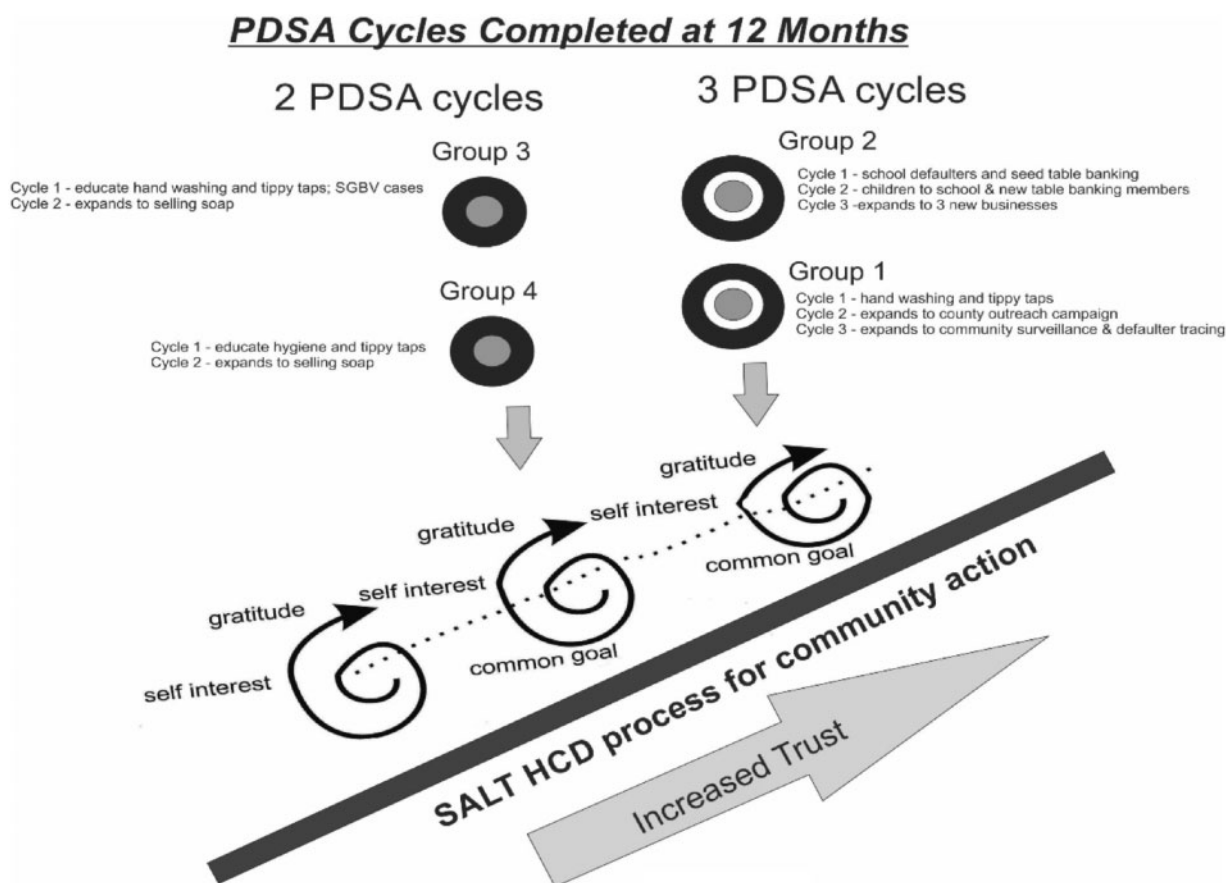 PDSA Cycles Completed at 12 Months
2 PDSA cycles
3 PDSA cycles
Group 3
Cycle 1 - educate hand washing and tippy taps; SGBV cases
Cycle 2 - expands to selling soap
Group 2
Cycle 1 - school defaulters and seed table banking
Cycle 2 - children to school & new table banking members
Cycle 3 -expands to 3 new businesses
Group 4
Cycle 1 - educate hygiene and tippy taps
Cycle 2 - expands to selling soap
Group 1
Cycle 1 - hand washing and tippy taps
Cycle 2 - expands to county outreach campaign
Cycle 3 - expands to community surveillance & defaulter tracing
gratitude
self interest
gratitude
self interest
common goal
gratitude
self interest
common goal
SALT HCD process for community action
Increased Trust